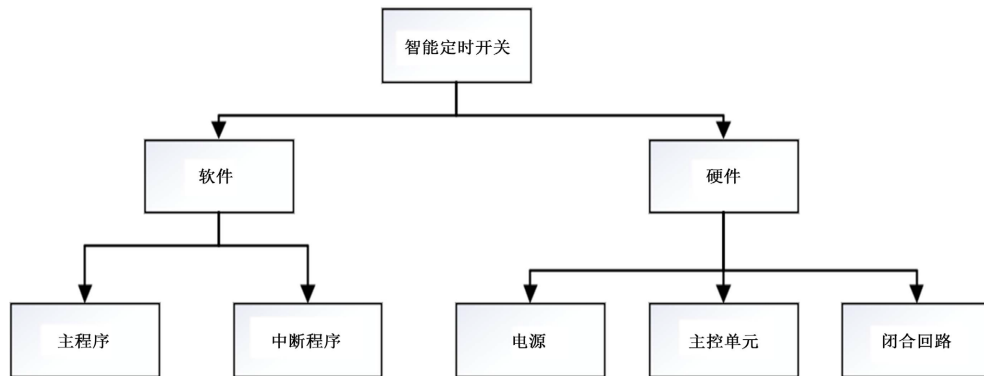 智能定时开关
软件
硬件
主程序
中断程序
电源
主控单元
闭合回路